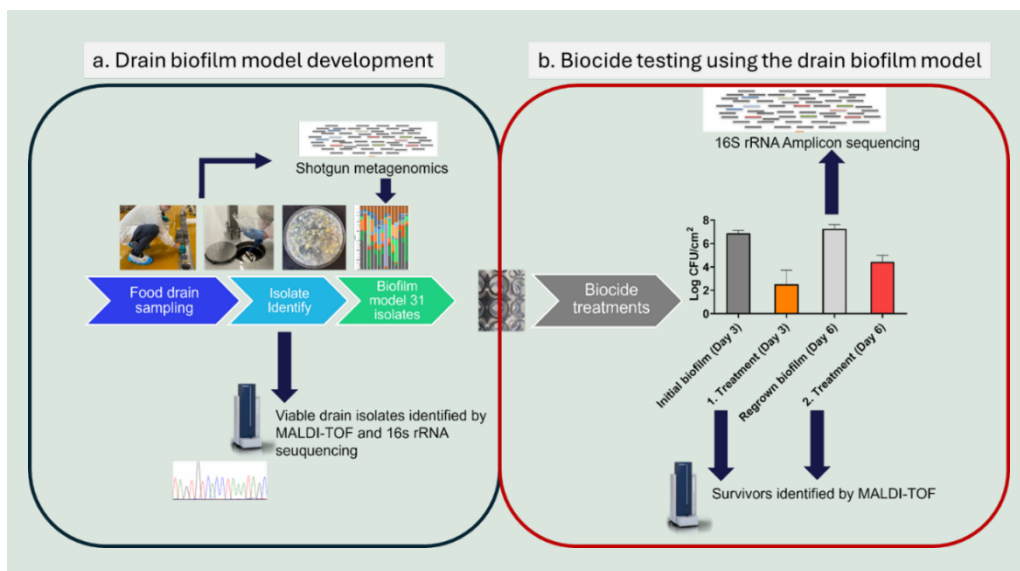 a. Drain biofilm model development
b. Biocide testing using the drain biofilm model
Shotgun metagenomics
Food drain
sampling
Isolate
Identify
Biofilm
model 31
isolates
Viable drain isolates identified by
MALDI-TOF and 16s rRNA
seuquencing
Biocide
treatments
16S rRNA Amplicon sequencing
Log CFU/cm²
8
6
4
2
0
Initial biofilm (Day 3)
1. Treatment (Day 3)
Regrown biofilm (Day 6)
2. Treatment (Day 6)
Survivors identified by MALDI-TOF